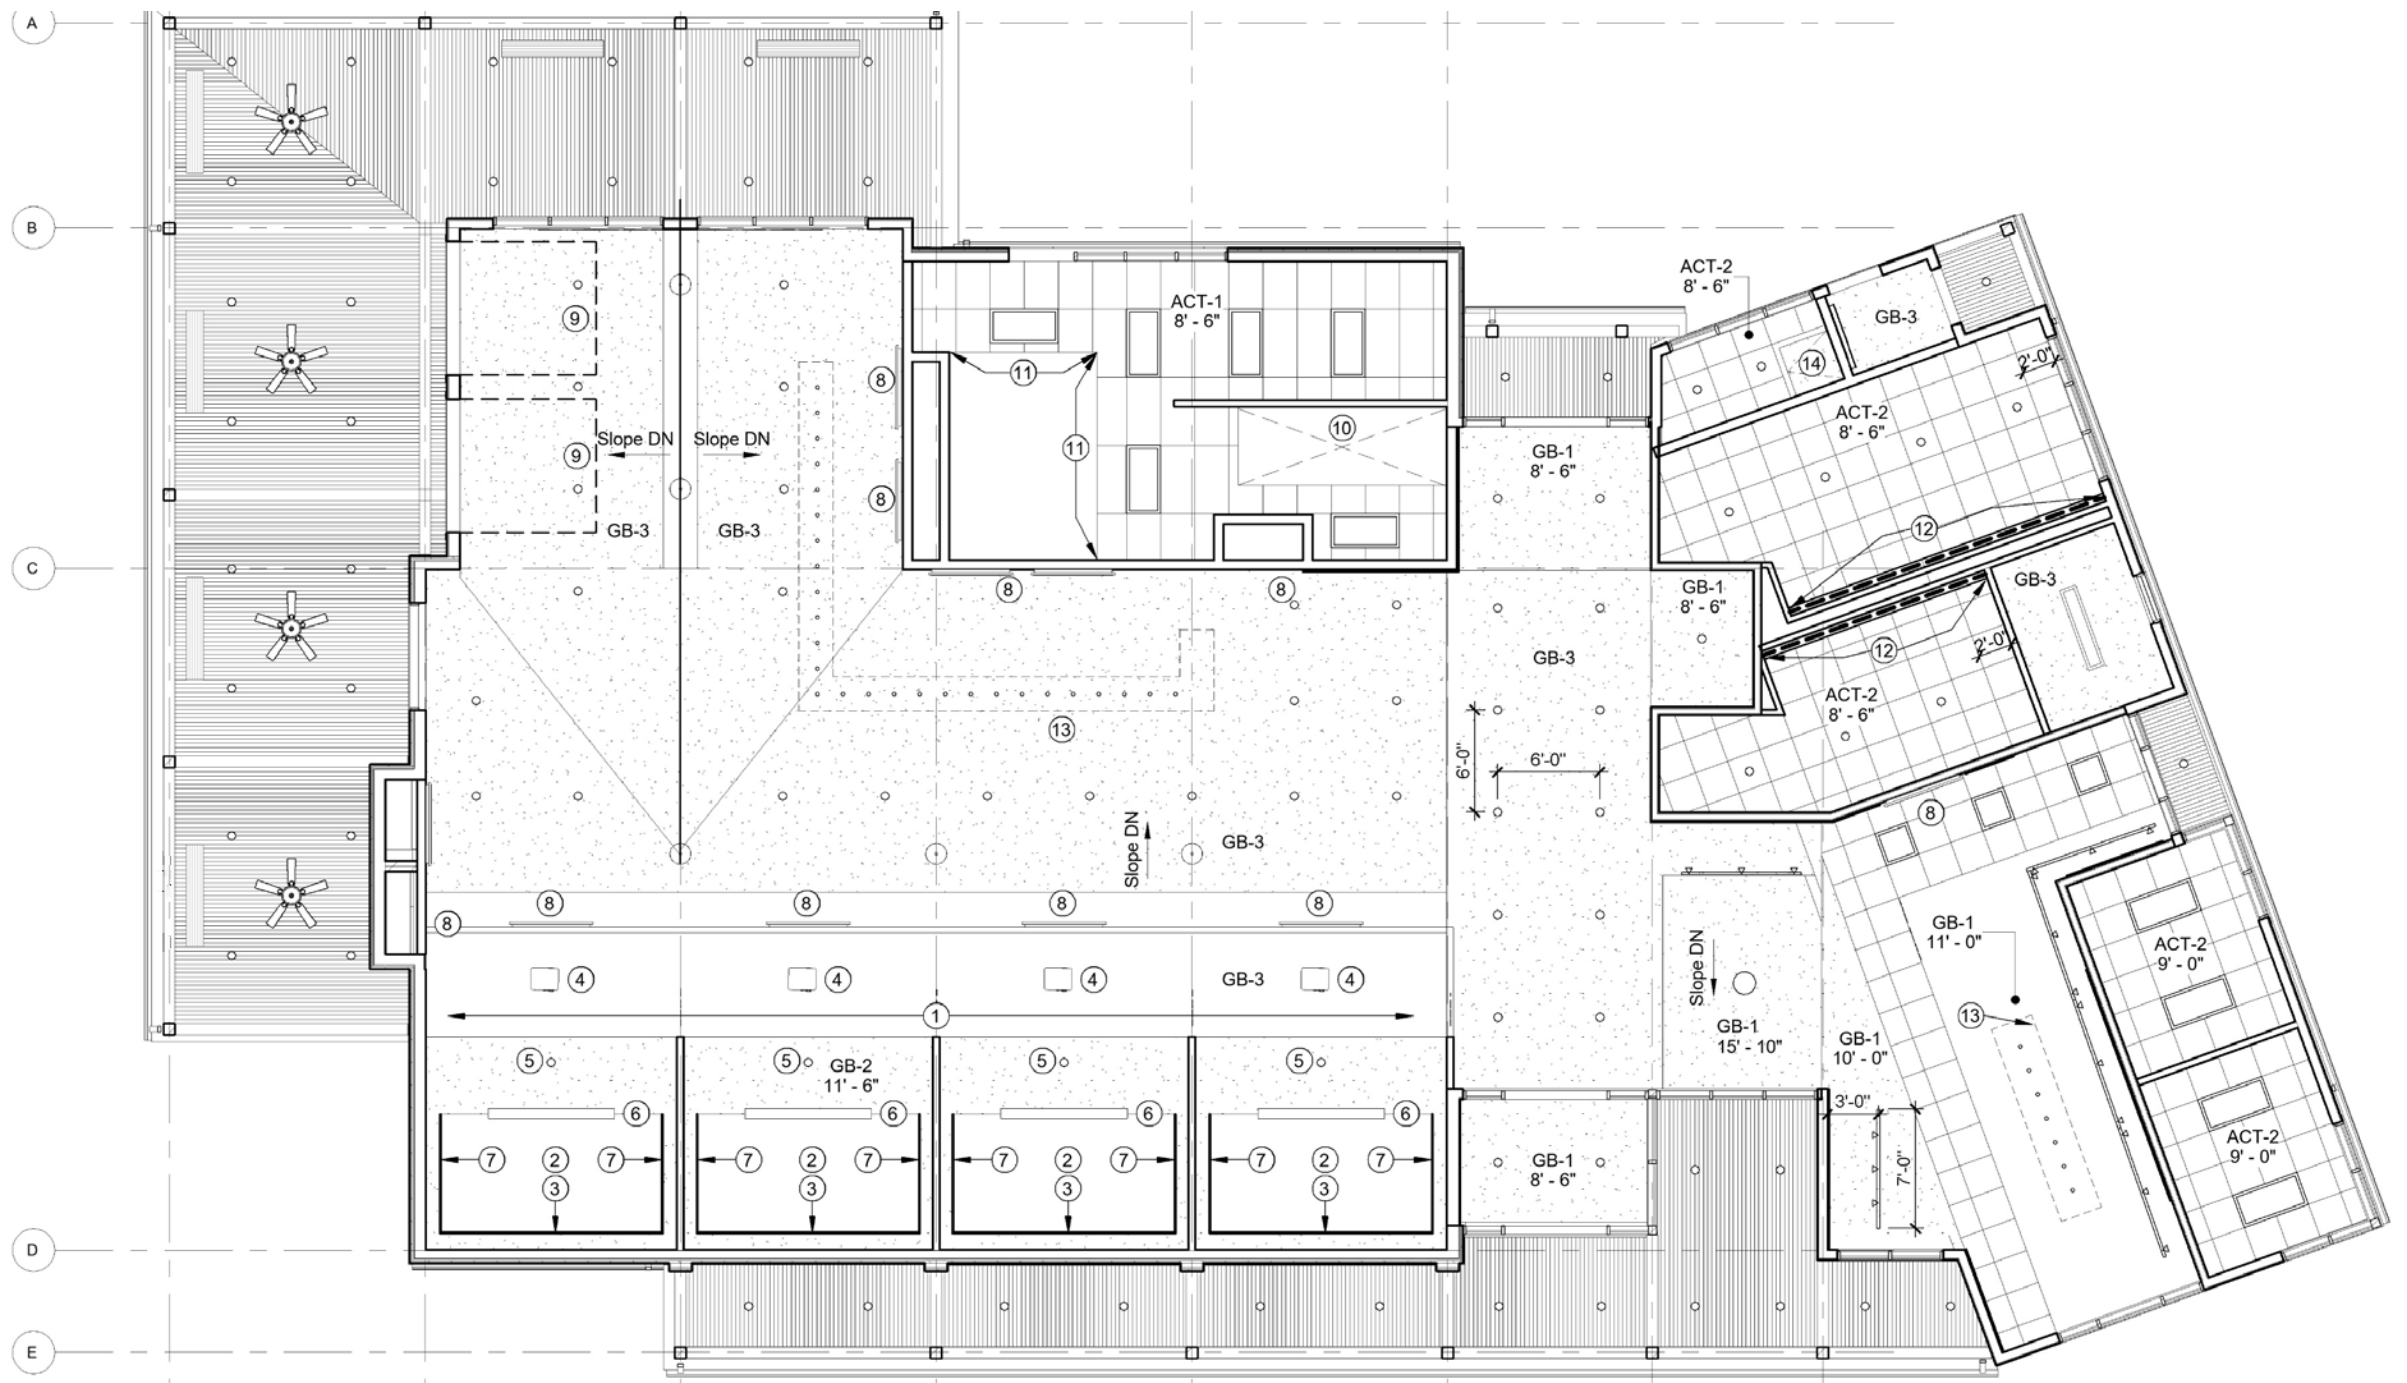 A
B
ACT-2
8' - 6"
ACT-1
8' - 6"
GB-3
9
14
2'-0"
11
8
ACT-2
8' - 6"
10
Slope DN
Slope DN
9
11
GB-1
8' - 6"
8
GB-3
GB-3
12
C
8
8
GB-1
8' - 6"
GB-3
GB-3
12
2'-0"
ACT-2
8' - 6"
13
6'-0"
6'-0"
8
Slope DN
GB-3
8
8
8
8
8
GB-1
11' - 0"
ACT-2
9' - 0"
4
4
4
GB-3
4
Slope DN
1
13
GB-1
15' - 10"
GB-1
10' - 0"
5
5
GB-2
11' - 6"
5
5
3'-0"
6
6
6
6
7
2
7
7
2
7
7
2
7
7
2
7
3
3
3
3
GB-1
8' - 6"
7'-0"
ACT-2
9' - 0"
D
E